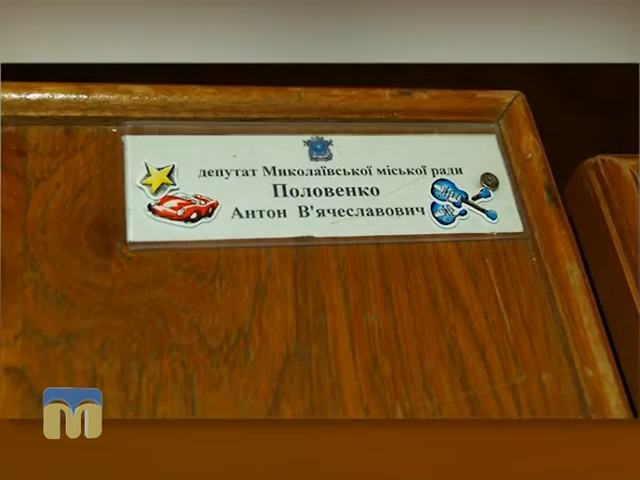 депутат Миколаївської міської ради
Половенко
Антон В'ячеславович